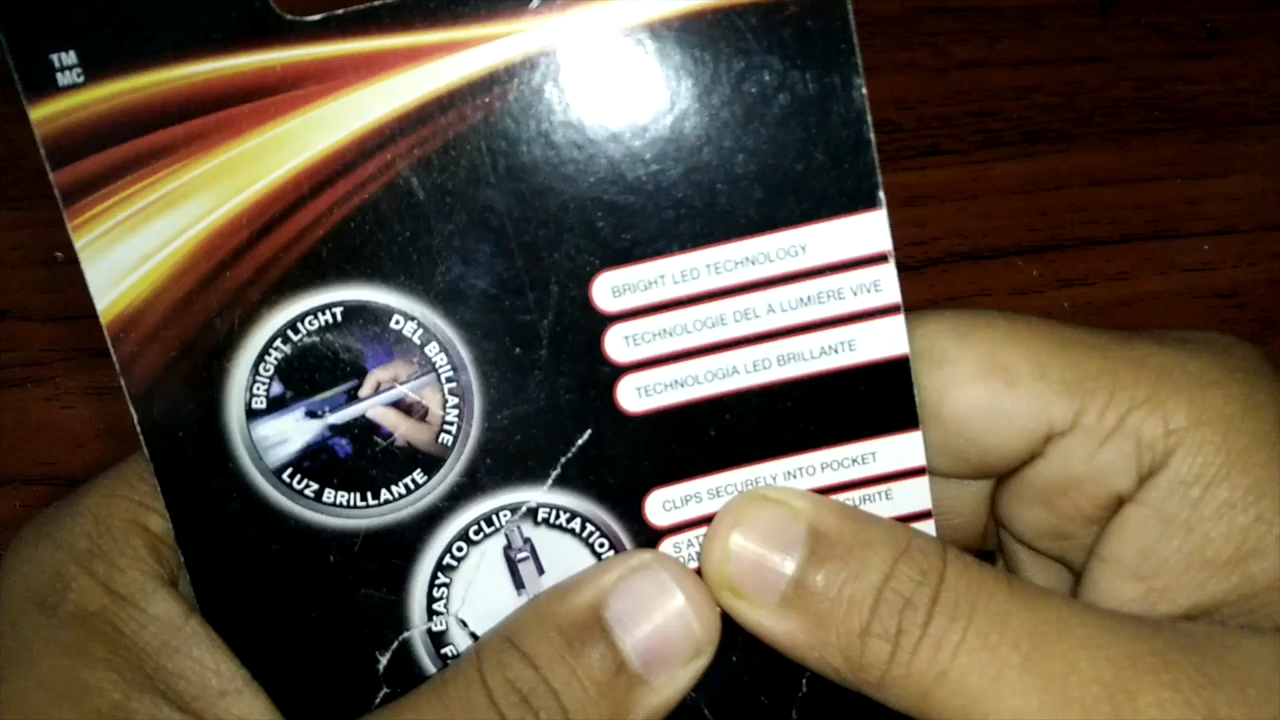 TM
MC
BRIGHT LED TECHNOLOGY
TECHNOLOGIE DEL À LUMIÈRE VIVE
TECHNOLOGIA LED BRILLANTE
BRIGHT LIGHT
DÉL BRILLANTE
LUZ BRILLANTE
CLIPS SECURELY INTO POCKET
EASY TO CLIP
FIXATION